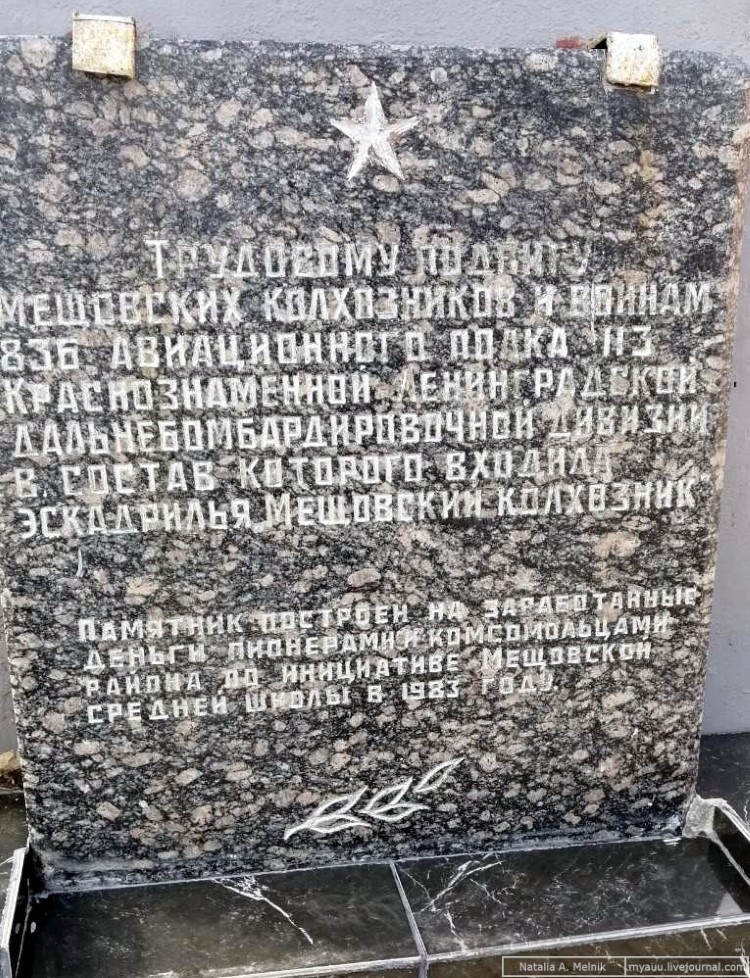 Трудовому подвигу
мещовских колхозников и воинам
836 авиационного полка 113
Краснознаменной Ленинградской
дальнебомбардировочной дивизии
в состав которого входила
эскадрилья „Мещовский колхозник"
Памятник построен на заработанные
деньги пионерами и комсомольцами
района по инициативе Мещовской
средней школы в 1983 году.
Natalia A. Melnik myauu.livejournal.com